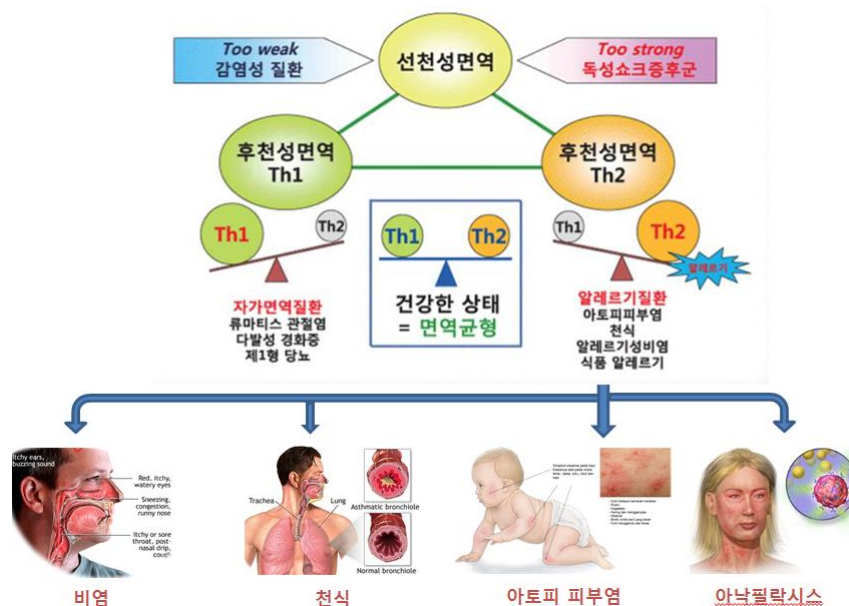 Too weak
감염성 질환
선천성면역
Too strong
독성쇼크증후군
후천성면역
Th1
후천성면역
Th2
Th1
Th2
Th1
Th2
Th1
Th2
알레르기
자가면역질환
류마티스 관절염
다발성 경화증
제1형 당뇨
건강한 상태
= 면역균형
알레르기질환
아토피피부염
천식
알레르기성비염
식품 알레르기
Itchy ears,
buzzing sound
Red, itchy,
watery eyes
Sneezing,
congestion,
runny nose
Itchy or sore
throat, post-
nasal drip,
cough
Trachea
Lung
Asthmatic bronchiole
Normal bronchiole
비염
천식
아토피 피부염
아낙필락시스